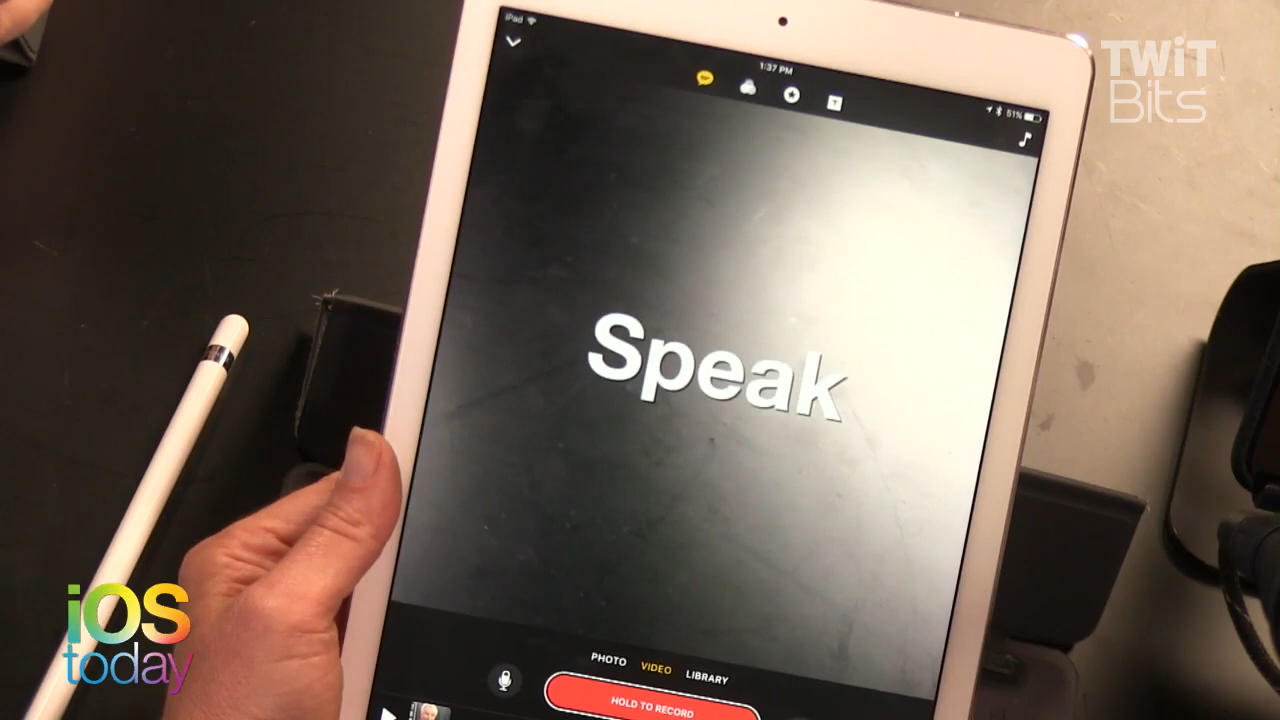 iPad
TWiT
Bits
1:37 PM
51%
T
Speak
iOS
today
PHOTO VIDEO LIBRARY
HOLD TO RECORD